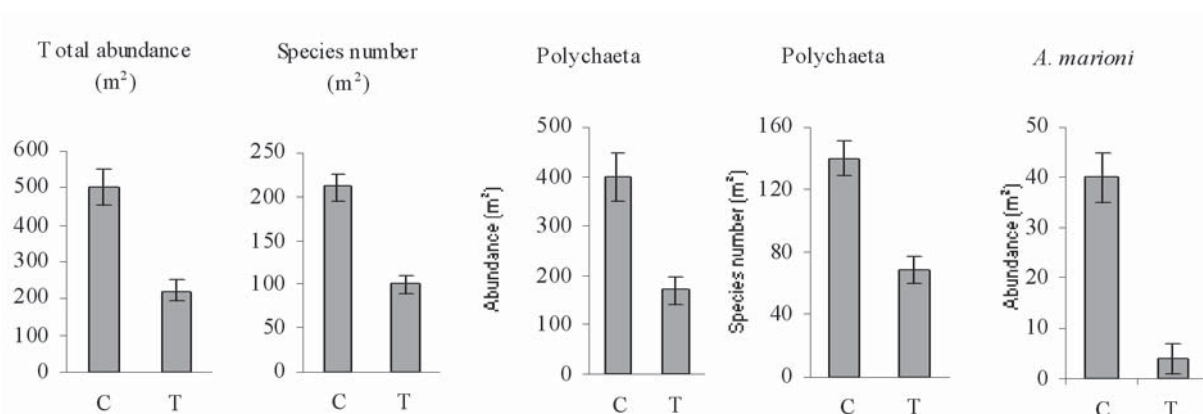 Total abundance
(m²)
600
500
400
300
200
100
0
C T
Species number
(m²)
250
200
150
100
50
0
C T
Polychaeta
Abundance (m²)
500
400
300
200
100
0
C T
Polychaeta
Species number (m²)
160
120
80
40
0
C T
A. marioni
Abundance (m²)
50
40
30
20
10
0
C T